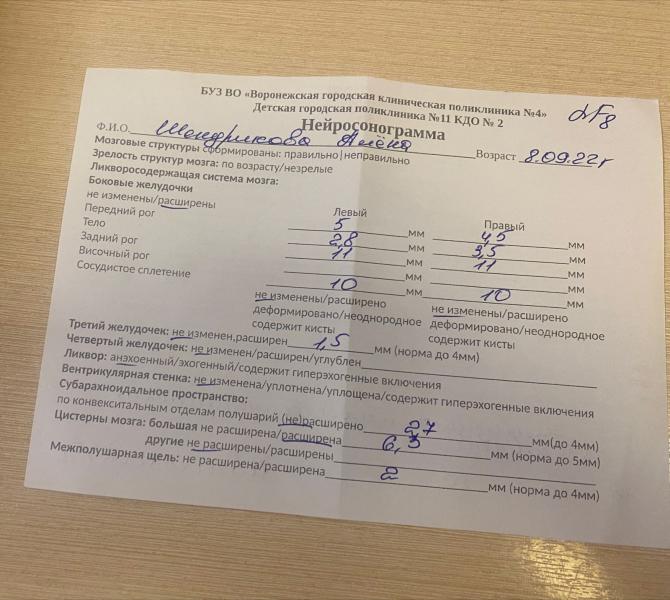 БУЗ ВО «Воронежская городская клиническая поликлиника №4»
Детская городская поликлиника №11 КДО № 2
Нейросонограмма
Ф.И.О. Шендрикова Алёна Возраст 8.09.22г
Мозговые структуры сформированы: правильно|неправильно
Зрелость структур мозга: по возрасту/незрелые
Ликворосодержащая система мозга:
Боковые желудочки
не изменены/расширены Левый Правый
Передний рог 5 мм 4,5 мм
Тело 2,8 мм 3,5 мм
Задний рог 11 мм 11 мм
Височный рог мм мм
Сосудистое сплетение 10 мм 10 мм
не изменены/расширено не изменены/расширено
деформировано/неоднородное деформировано/неоднородное
содержит кисты содержит кисты
Третий желудочек: не изменен,расширен 1,5 мм (норма до 4мм)
Четвертый желудочек: не изменен/расширен/углублен
Ликвор: анэхоенный/эхогенный/содержит гиперэхогенные включения
Вентрикулярная стенка: не изменена/уплотнена/уплощена/содержит гиперэхогенные включения
Субарахноидальное пространство:
по конвекситальным отделам полушарий (не)расширено 2,7 мм(до 4мм)
Цистерны мозга: большая не расширена/расширена 6,3 мм (норма до 5мм)
другие не расширены/расширены
Межполушарная щель: не расширена/расширена 2 мм (норма до 4мм)